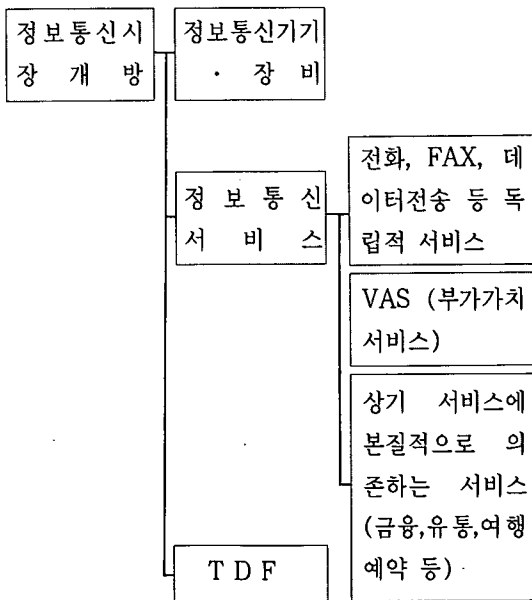 정보통신시
장 개 방
정보통신기기
· 장 비
정 보 통 신
서 비 스
전화, FAX, 데
이터전송 등 독
립적 서비스
VAS (부가가치
서비스)
상기 서비스에
본질적으로 의
존하는 서비스
(금융,유통,여행
예약 등)
T D F